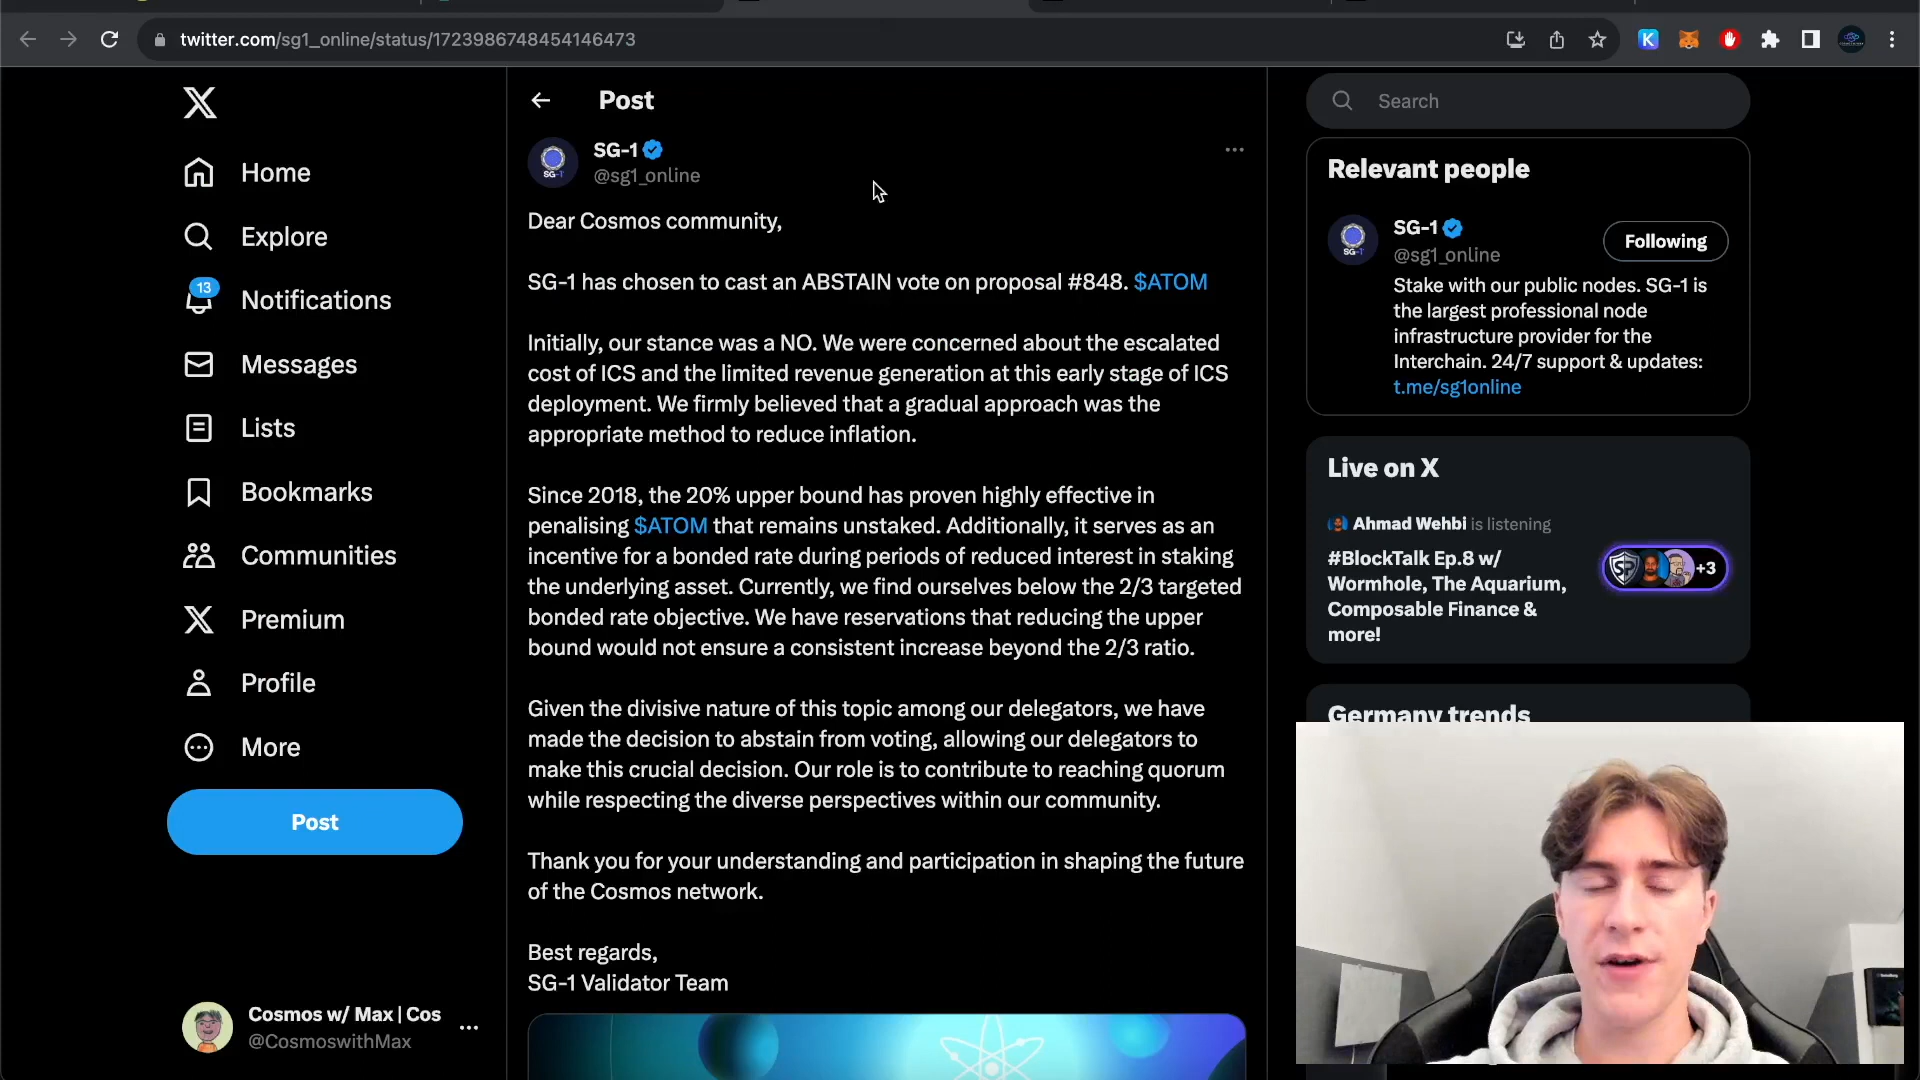 twitter.com/sg1_online/status/1723986748454146473
K
X
Home
Explore
13
Notifications
Messages
Lists
Bookmarks
Communities
Premium
Profile
More
Post
Cosmos w/ Max | Cos
@CosmoswithMax
Post
SG-1
SG-1
@sg1_online
Dear Cosmos community,
SG-1 has chosen to cast an ABSTAIN vote on proposal #848. $ATOM
Initially, our stance was a NO. We were concerned about the escalated
cost of ICS and the limited revenue generation at this early stage of ICS
deployment. We firmly believed that a gradual approach was the
appropriate method to reduce inflation.
Since 2018, the 20% upper bound has proven highly effective in
penalising $ATOM that remains unstaked. Additionally, it serves as an
incentive for a bonded rate during periods of reduced interest in staking
the underlying asset. Currently, we find ourselves below the 2/3 targeted
bonded rate objective. We have reservations that reducing the upper
bound would not ensure a consistent increase beyond the 2/3 ratio.
Given the divisive nature of this topic among our delegators, we have
made the decision to abstain from voting, allowing our delegators to
make this crucial decision. Our role is to contribute to reaching quorum
while respecting the diverse perspectives within our community.
Thank you for your understanding and participation in shaping the future
of the Cosmos network.
Best regards,
SG-1 Validator Team
Search
Relevant people
SG-1
SG-1
@sg1_online
Following
Stake with our public nodes. SG-1 is
the largest professional node
infrastructure provider for the
Interchain. 24/7 support & updates:
t.me/sg1online
Live on X
Ahmad Wehbi is listening
#BlockTalk Ep.8 w/
Wormhole, The Aquarium,
Composable Finance &
more!
+3
Germany trends